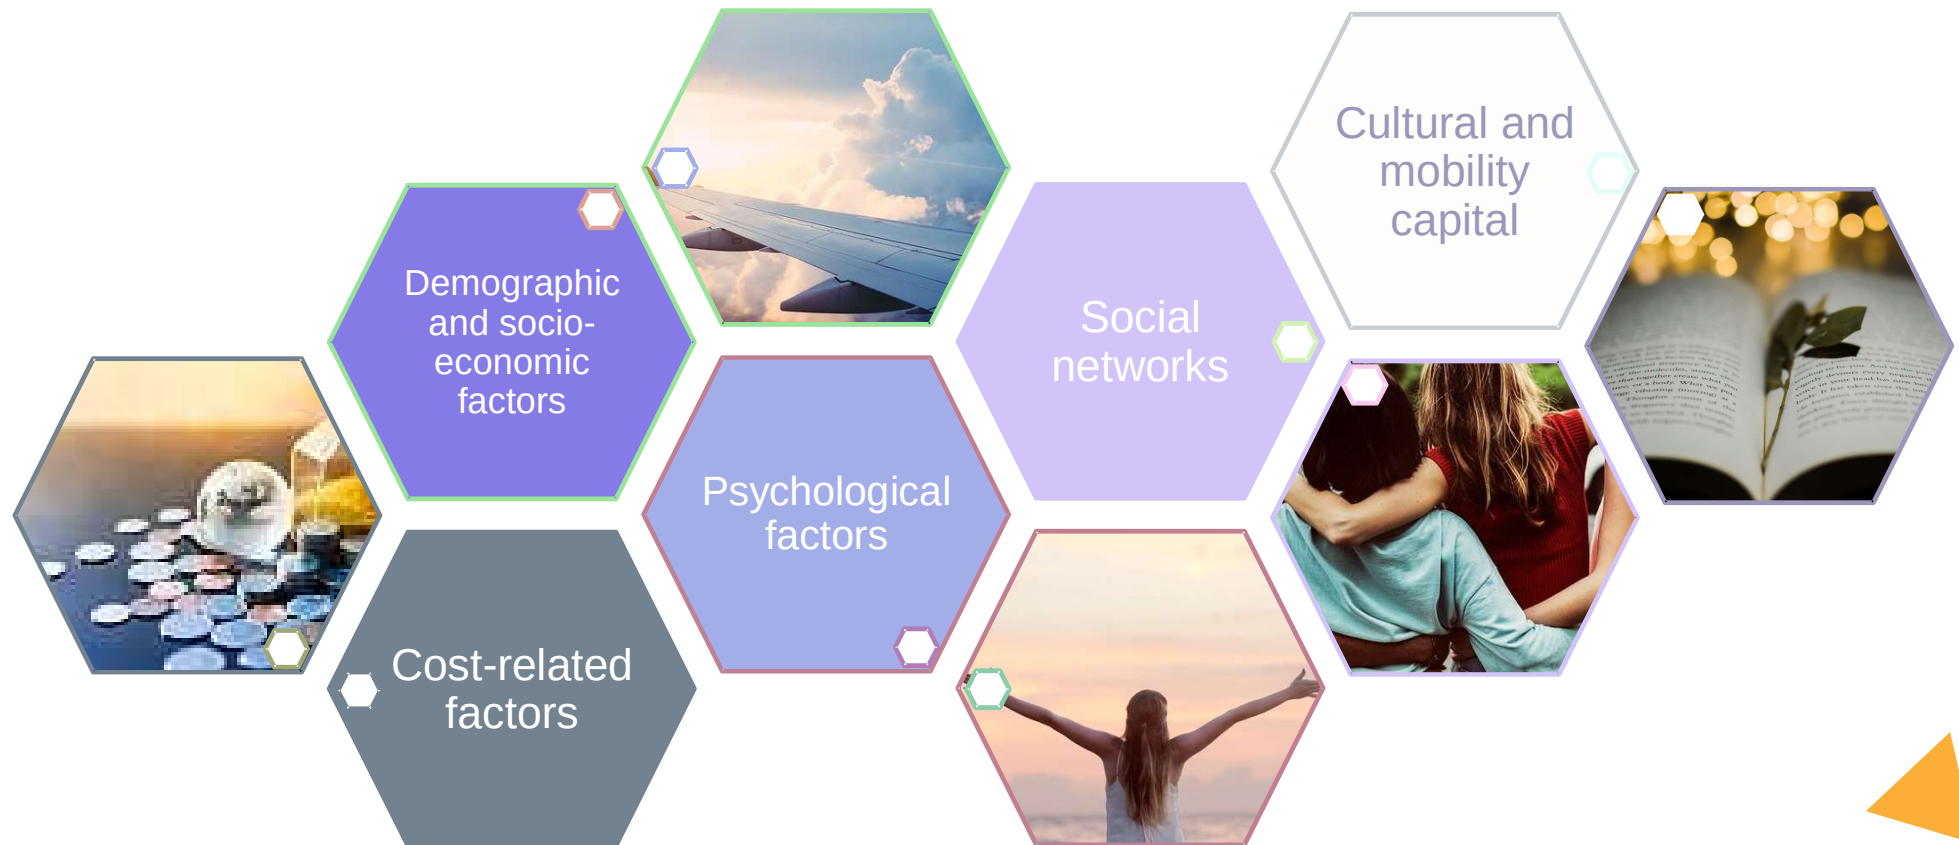 Demographic
and socio-
economic
factors
Cost-related
factors
Psychological
factors
Social
networks
Cultural and
mobility
capital